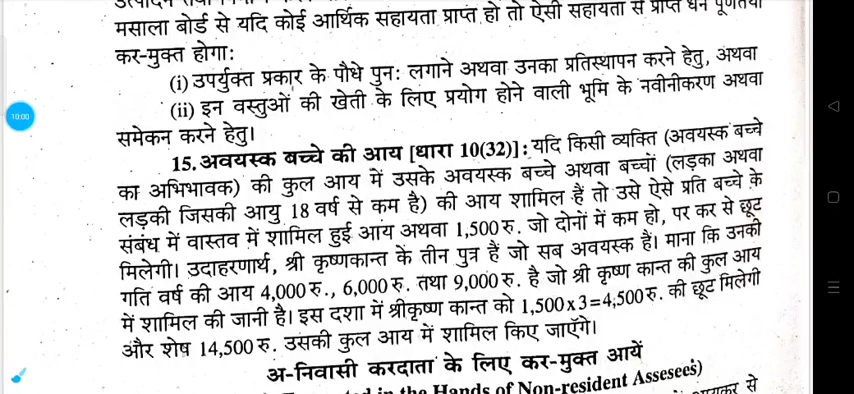 मसाला बोर्ड से यदि कोई आर्थिक सहायता प्राप्त हो तो ऐसी सहायता से प्राप्त धन पूर्णतया
कर-मुक्त होगा:
(i) उपर्युक्त प्रकार के पौधे पुन: लगाने अथवा उनका प्रतिस्थापन करने हेतु, अथवा
(ii) इन वस्तुओं की खेती के लिए प्रयोग होने वाली भूमि के नवीनीकरण अथवा
समेकन करने हेतु।
10:00
15. अवयस्क बच्चे की आय [धारा 10(32)] : यदि किसी व्यक्ति (अवयस्क बच्चे
का अभिभावक) की कुल आय में उसके अवयस्क बच्चे अथवा बच्चों (लड़का अथवा
लड़की जिसकी आयु 18 वर्ष से कम है) की आय शामिल हैं तो उसे ऐसे प्रति बच्चे के
संबंध में वास्तव में शामिल हुई आय अथवा 1,500 रु. जो दोनों में कम हो, पर कर से छूट
मिलेगी। उदाहरणार्थ, श्री कृष्णकान्त के तीन पुत्र हैं जो सब अवयस्क हैं। माना कि उनकी
गति वर्ष की आय 4,000 रु., 6,000 रु. तथा 9,000 रु. है जो श्री कृष्ण कान्त की कुल आय
में शामिल की जानी है। इस दशा में श्रीकृष्ण कान्त को 1,500 x 3 = 4,500 रु. की छूट मिलेगी
और शेष 14,500 रु. उसकी कुल आय में शामिल किए जाएँगे।
अ-निवासी करदाता के लिए कर-मुक्त आयें
in the Hands of Non-resident Assesees)
से